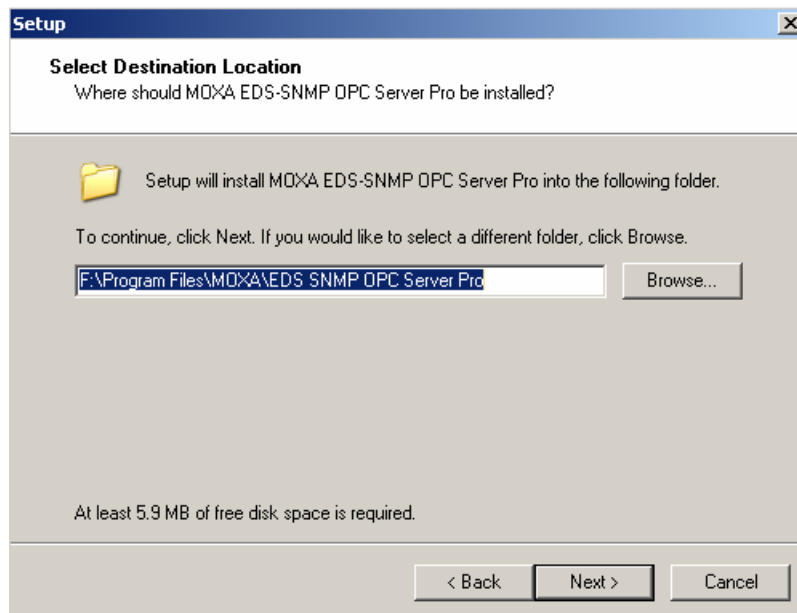 Setup
Select Destination Location
Where should MOXA EDS-SNMP OPC Server Pro be installed?
Setup will install MOXA EDS-SNMP OPC Server Pro into the following folder.
To continue, click Next. If you would like to select a different folder, click Browse.
F:\Program Files\MOXA\EDS SNMP OPC Server Pro
Browse...
At least 5.9 MB of free disk space is required.
< Back
Next >
Cancel